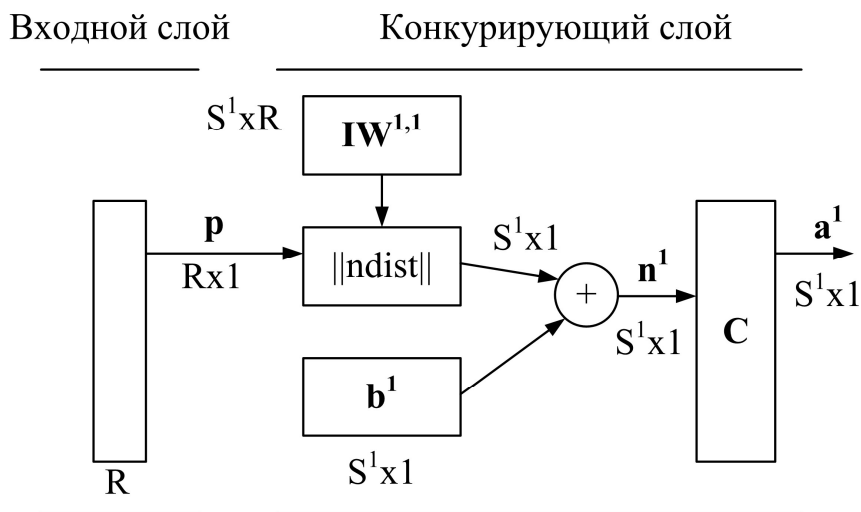 Входной слой
Конкурирующий слой
S¹xR
IW¹,¹
p
Rx1
||ndist||
S¹x1
+
n¹
S¹x1
C
a¹
S¹x1
b¹
S¹x1
R